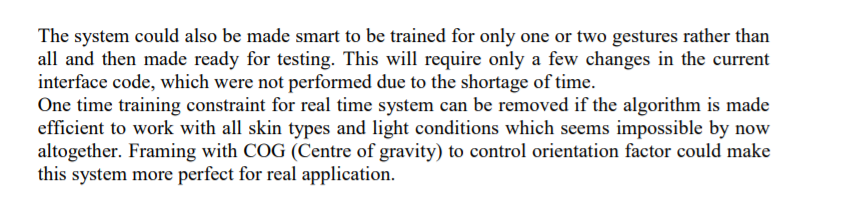 The system could also be made smart to be trained for only one or two gestures rather than
all and then made ready for testing. This will require only a few changes in the current
interface code, which were not performed due to the shortage of time.
One time training constraint for real time system can be removed if the algorithm is made
efficient to work with all skin types and light conditions which seems impossible by now
altogether. Framing with COG (Centre of gravity) to control orientation factor could make
this system more perfect for real application.